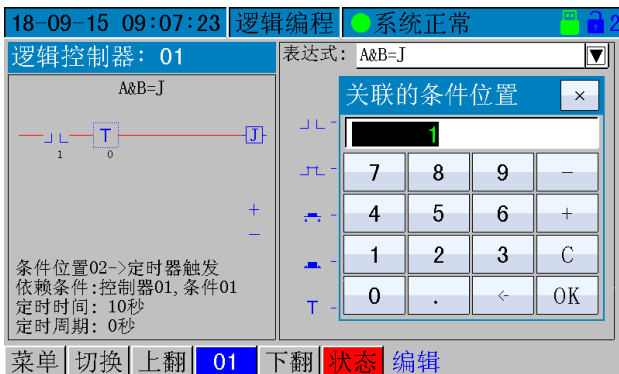 18-09-15 09:07:23 逻辑编程 系统正常 2
逻辑控制器: 01
表达式: A&B=J
A&B=J
关联的条件位置 ×
1
T J
1 0
7 8 9 -
4 5 6 +
+
-
1 2 3 C
T
0 . <- OK
条件位置02->定时器触发
依赖条件:控制器01,条件01
定时时间: 10秒
定时周期: 0秒
菜单 切换 上翻 01 下翻 状态 编辑